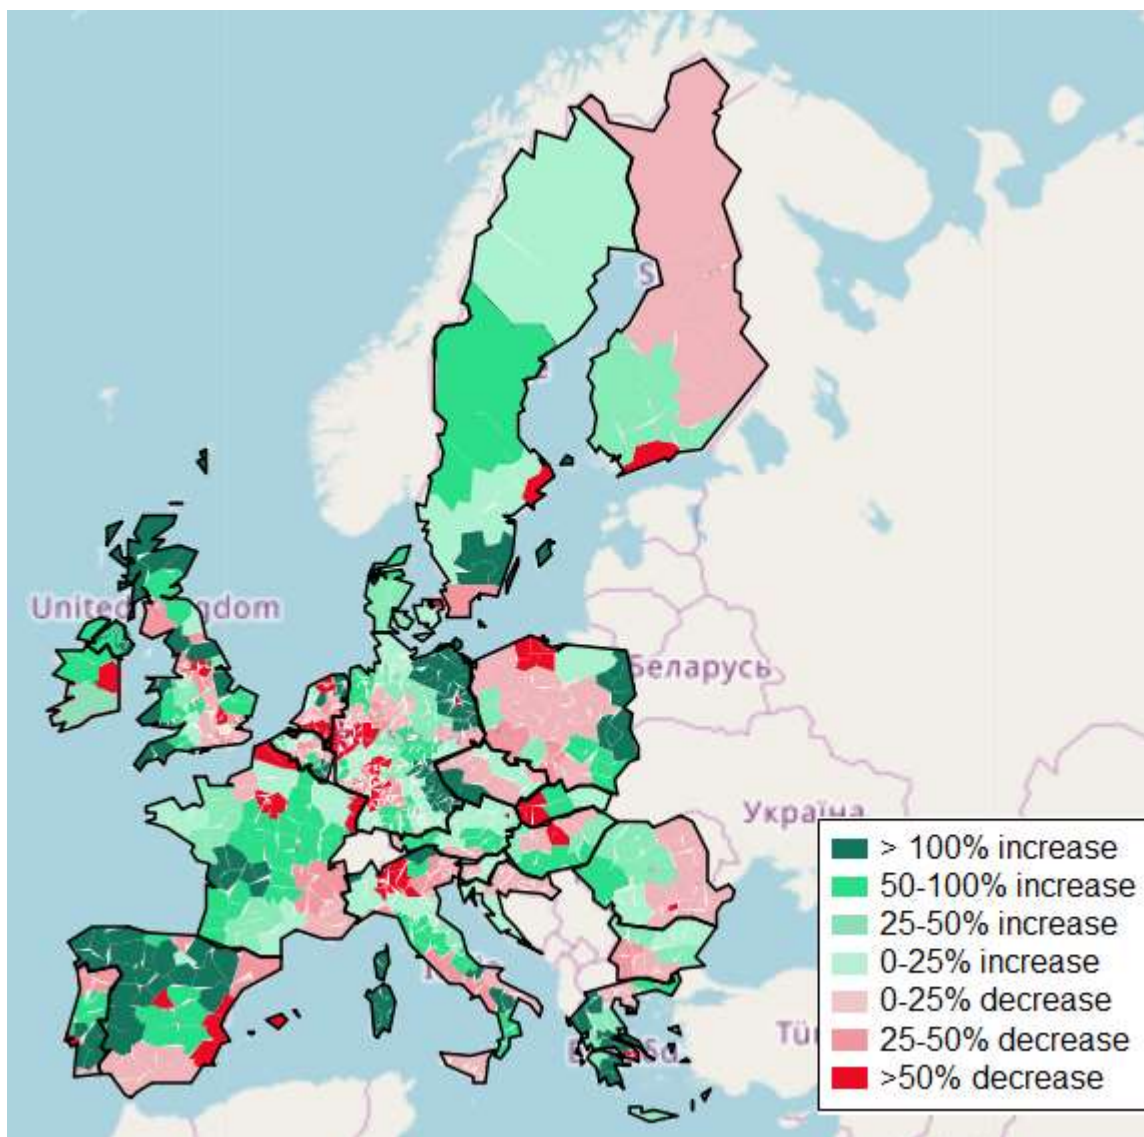 United Kingdom
Беларусь
Україна
> 100% increase
50-100% increase
25-50% increase
0-25% increase
0-25% decrease
25-50% decrease
>50% decrease